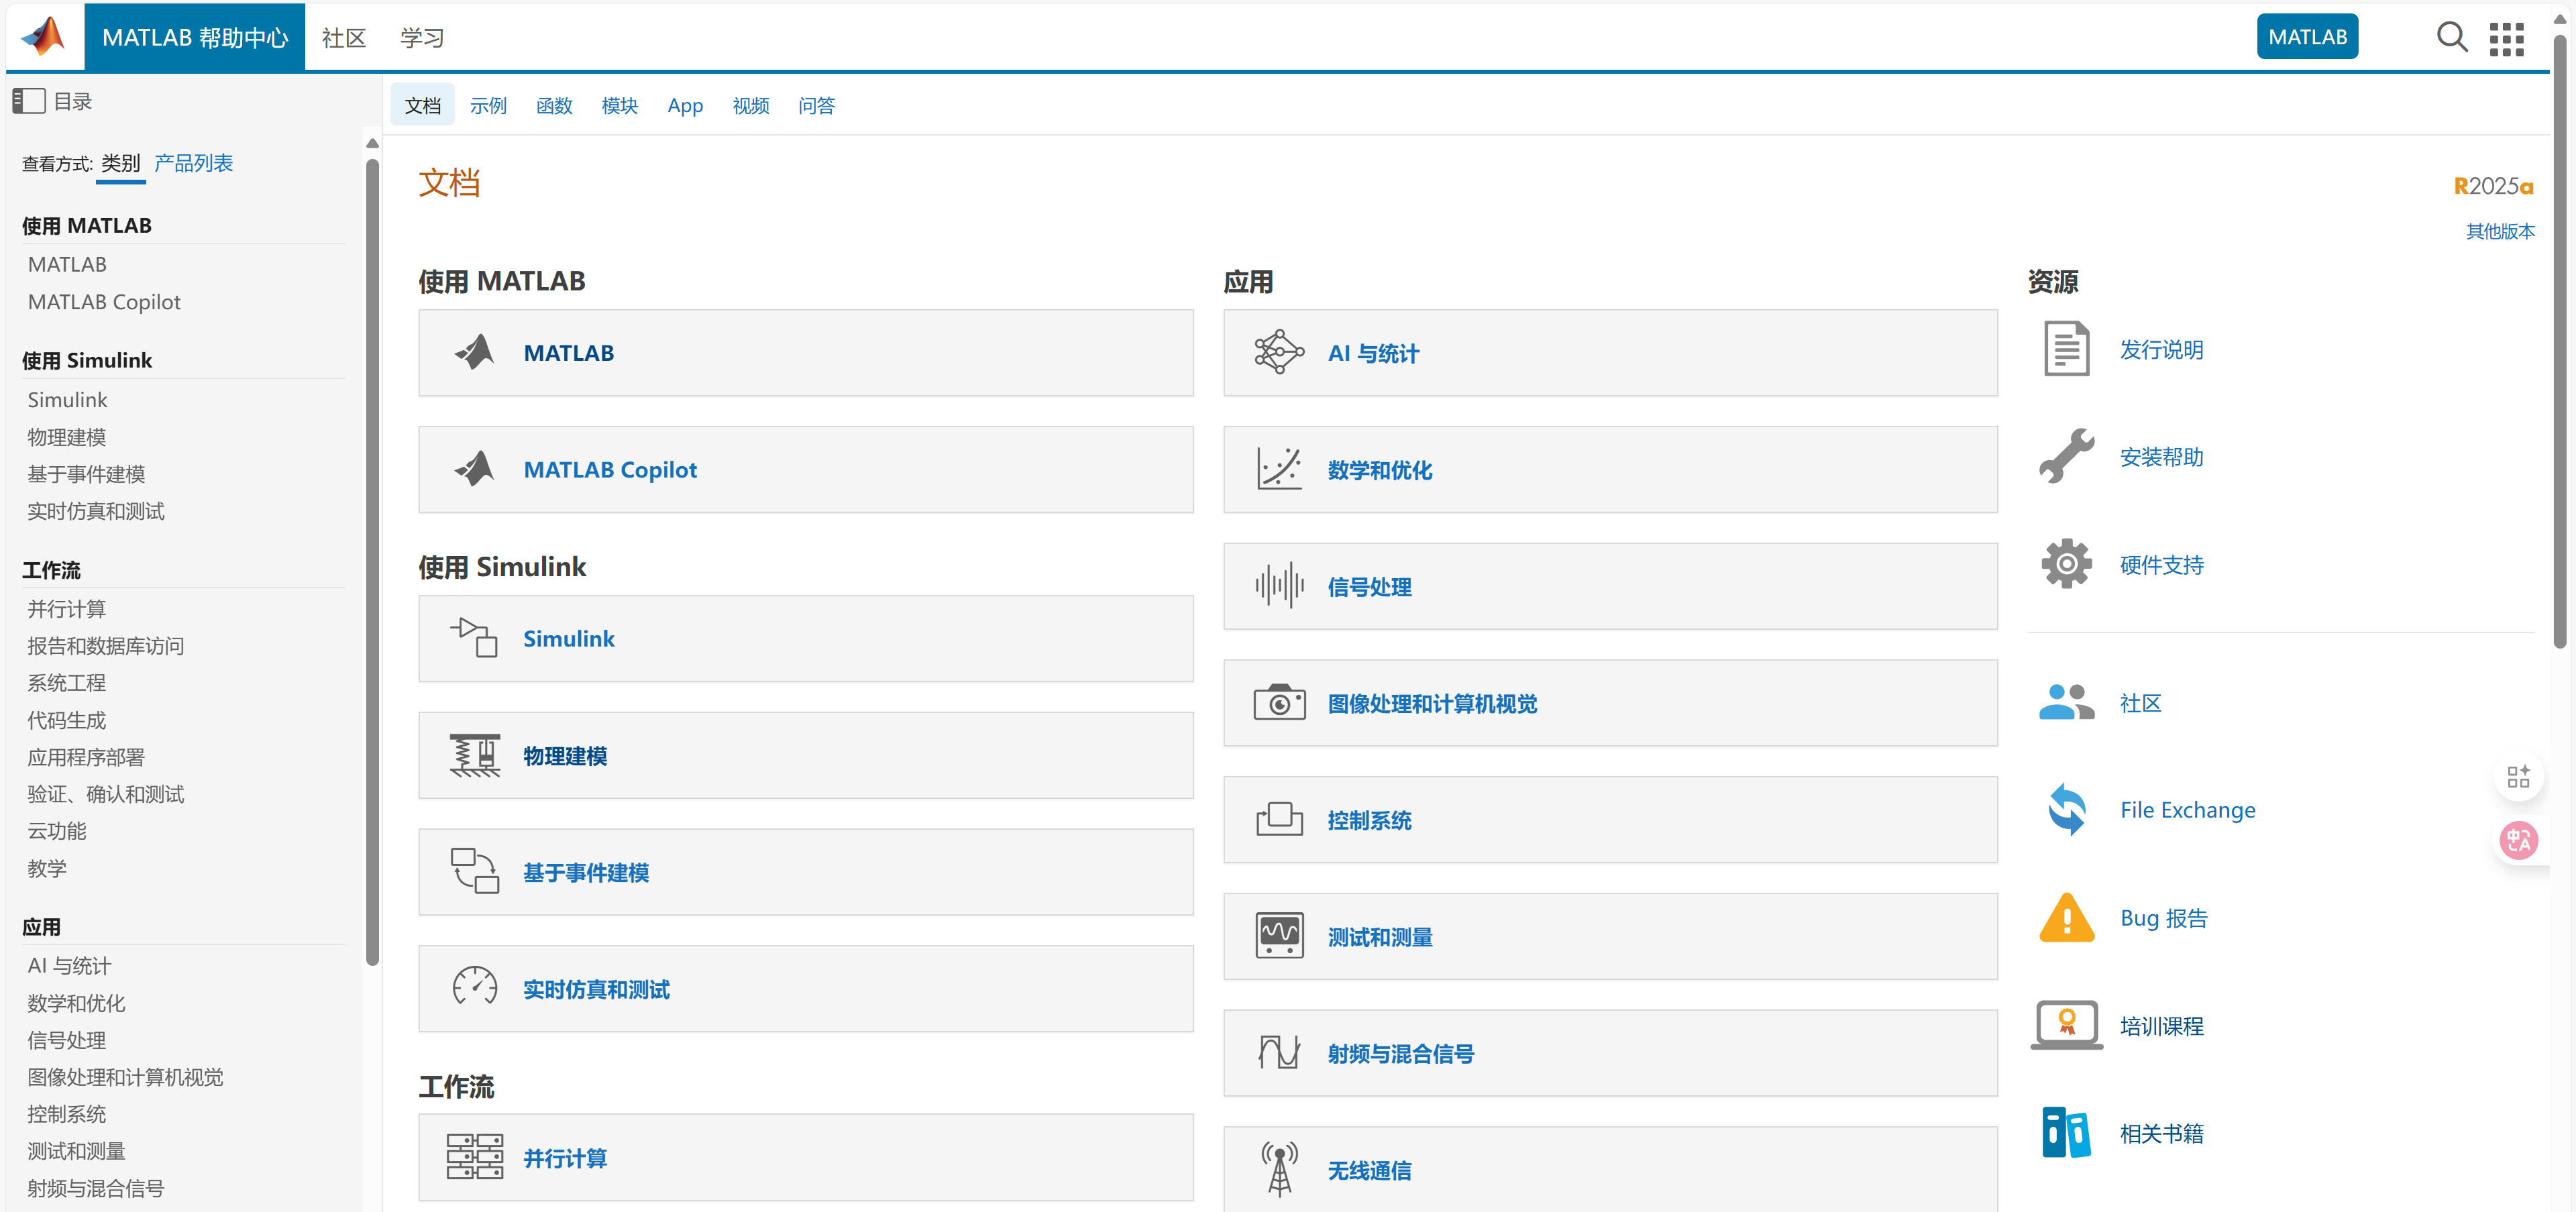 MATLAB 帮助中心 社区 学习 MATLAB
目录
查看方式: 类别 产品列表
使用 MATLAB
MATLAB
MATLAB Copilot
使用 Simulink
Simulink
物理建模
基于事件建模
实时仿真和测试
工作流
并行计算
报告和数据库访问
系统工程
代码生成
应用程序部署
验证、确认和测试
云功能
教学
应用
AI 与统计
数学和优化
信号处理
图像处理和计算机视觉
控制系统
测试和测量
射频与混合信号
文档 示例 函数 模块 App 视频 问答
文档
R2025a
其他版本
使用 MATLAB
MATLAB
MATLAB Copilot
使用 Simulink
Simulink
物理建模
基于事件建模
实时仿真和测试
工作流
并行计算
应用
AI 与统计
数学和优化
信号处理
图像处理和计算机视觉
控制系统
测试和测量
射频与混合信号
无线通信
资源
发行说明
安装帮助
硬件支持
社区
File Exchange
Bug 报告
培训课程
相关书籍
中A